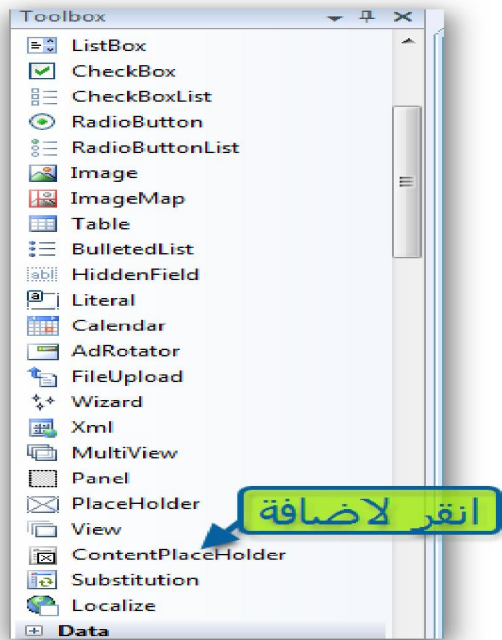 Toolbox
ListBox
CheckBox
CheckBoxList
RadioButton
RadioButtonList
Image
ImageMap
Table
BulletedList
HiddenField
Literal
Calendar
AdRotator
FileUpload
Wizard
Xml
MultiView
Panel
PlaceHolder
انقر لاضافة
View
ContentPlaceHolder
Substitution
Localize
Data